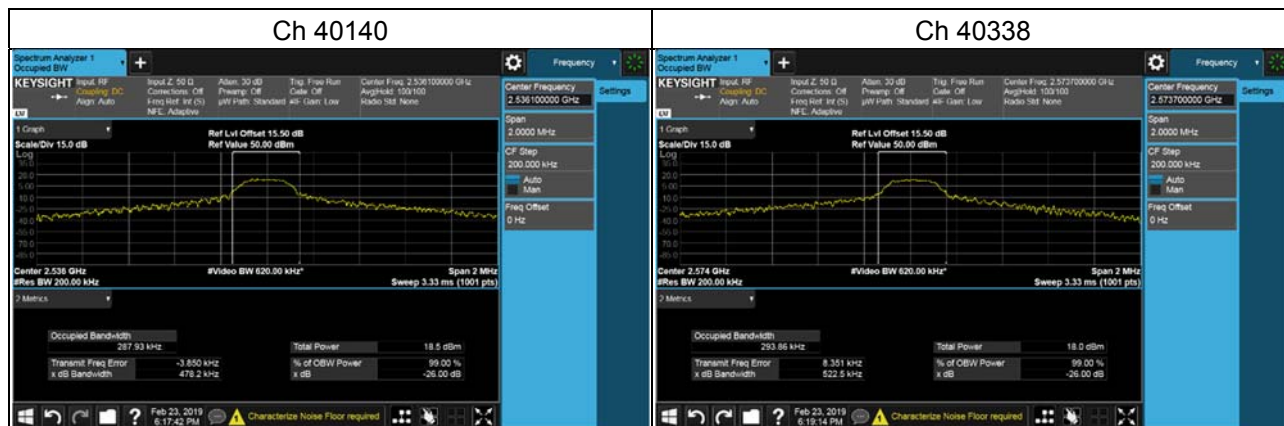 Ch 40140
Spectrum Analyzer 1
Occupied BW
Frequency
KEYSIGHT
Input: RF
Coupling: DC
Align: Auto
Input Z: 50 Ω
Corrections: Off
Freq Ref: Int (S)
NFE: Adaptive
Atten: 30 dB
Preamp: Off
µW Path: Standard
Trig: Free Run
Gate: Off
#IF Gain: Low
Center Freq: 2.536100000 GHz
Avg|Hold: 100/100
Radio Std: None
Center Frequency
2.536100000 GHz
Settings
Span
2.0000 MHz
CF Step
200.000 kHz
Auto
Man
Freq Offset
0 Hz
1 Graph
Scale/Div 15.0 dB
Log
Ref Lvl Offset 15.50 dB
Ref Value 50.00 dBm
Center 2.536 GHz
#Res BW 200.00 kHz
#Video BW 620.00 kHz*
Span 2 MHz
Sweep 3.33 ms (1001 pts)
2 Metrics
Occupied Bandwidth
287.93 kHz
Total Power 18.5 dBm
Transmit Freq Error -3.850 kHz
% of OBW Power 99.00 %
x dB Bandwidth 478.2 kHz
x dB -26.00 dB
Feb 23, 2019
6:17:42 PM
Characterize Noise Floor required
Ch 40338
Spectrum Analyzer 1
Occupied BW
Frequency
KEYSIGHT
Input: RF
Coupling: DC
Align: Auto
Input Z: 50 Ω
Corrections: Off
Freq Ref: Int (S)
NFE: Adaptive
Atten: 30 dB
Preamp: Off
µW Path: Standard
Trig: Free Run
Gate: Off
#IF Gain: Low
Center Freq: 2.573700000 GHz
Avg|Hold: 100/100
Radio Std: None
Center Frequency
2.573700000 GHz
Settings
Span
2.0000 MHz
CF Step
200.000 kHz
Auto
Man
Freq Offset
0 Hz
1 Graph
Scale/Div 15.0 dB
Log
Ref Lvl Offset 15.50 dB
Ref Value 50.00 dBm
Center 2.574 GHz
#Res BW 200.00 kHz
#Video BW 620.00 kHz*
Span 2 MHz
Sweep 3.33 ms (1001 pts)
2 Metrics
Occupied Bandwidth
293.86 kHz
Total Power 18.0 dBm
Transmit Freq Error 8.351 kHz
% of OBW Power 99.00 %
x dB Bandwidth 522.5 kHz
x dB -26.00 dB
Feb 23, 2019
6:19:14 PM
Characterize Noise Floor required